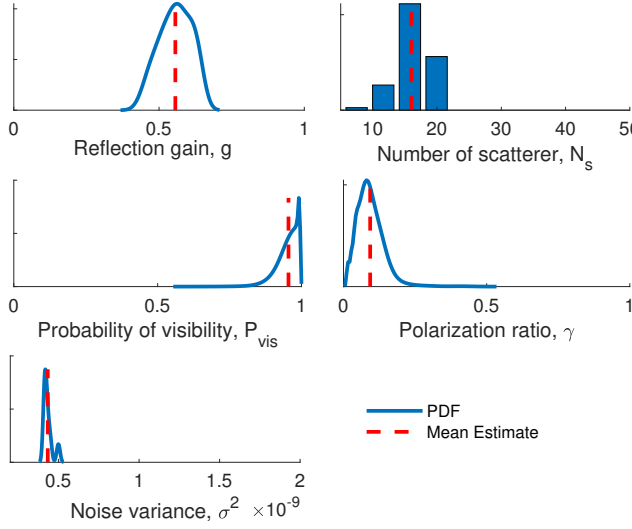 0 0.5 1
Reflection gain, g
10 20 30 40 50
Number of scatterer, N_s
0 0.5 1
Probability of visibility, P_vis
0 0.5 1
Polarization ratio, γ
0.5 1 1.5 2
Noise variance, σ² ×10⁻⁹
PDF
Mean Estimate